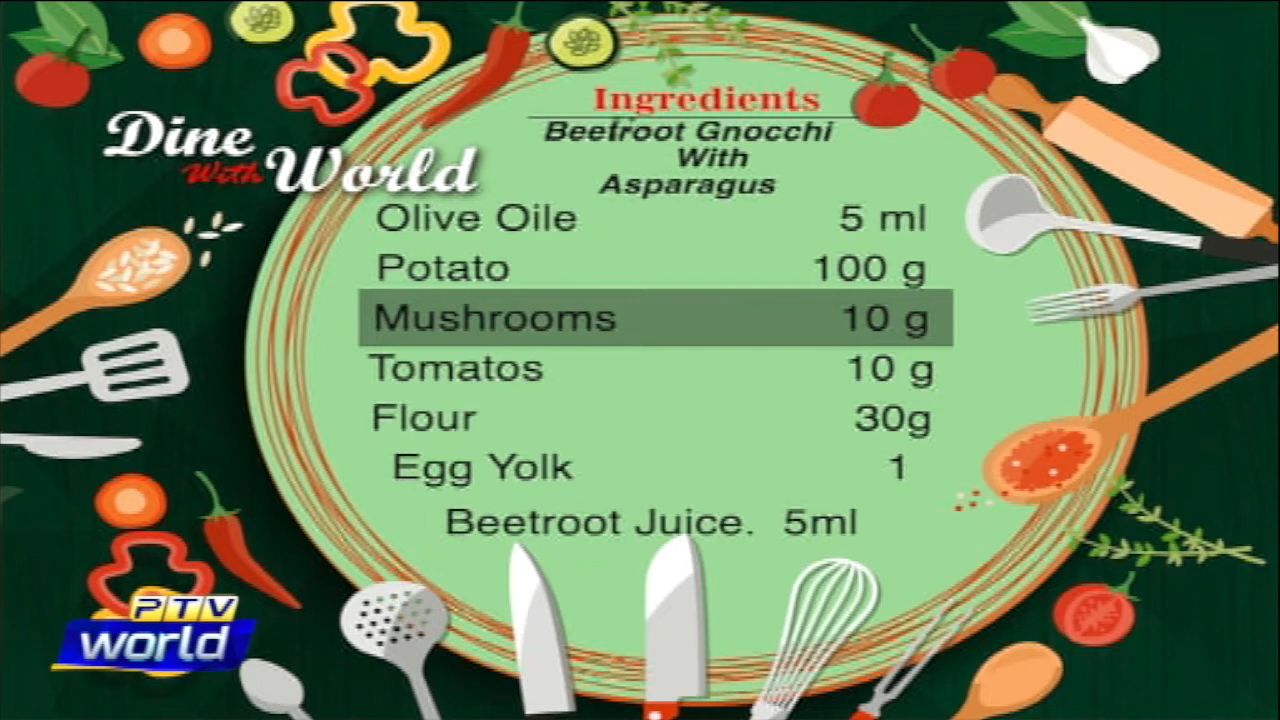 Ingredients
Beetroot Gnocchi
With
Asparagus
Dine
With World
Olive Oile 5 ml
Potato 100 g
Mushrooms 10 g
Tomatos 10 g
Flour 30g
Egg Yolk 1
Beetroot Juice. 5ml
PTV
world